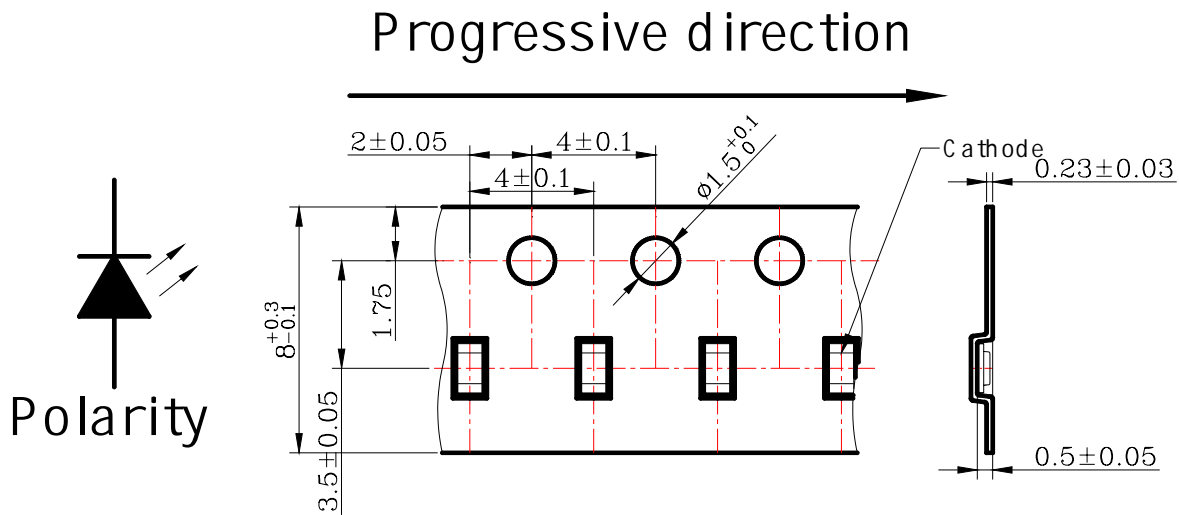 Progressive direction
2±0.05
4±0.1
4±0.1
ø1.5 +0.1 0
Cathode
0.23±0.03
8 +0.3 -0.1
1.75
3.5±0.05
0.5±0.05
Polarity